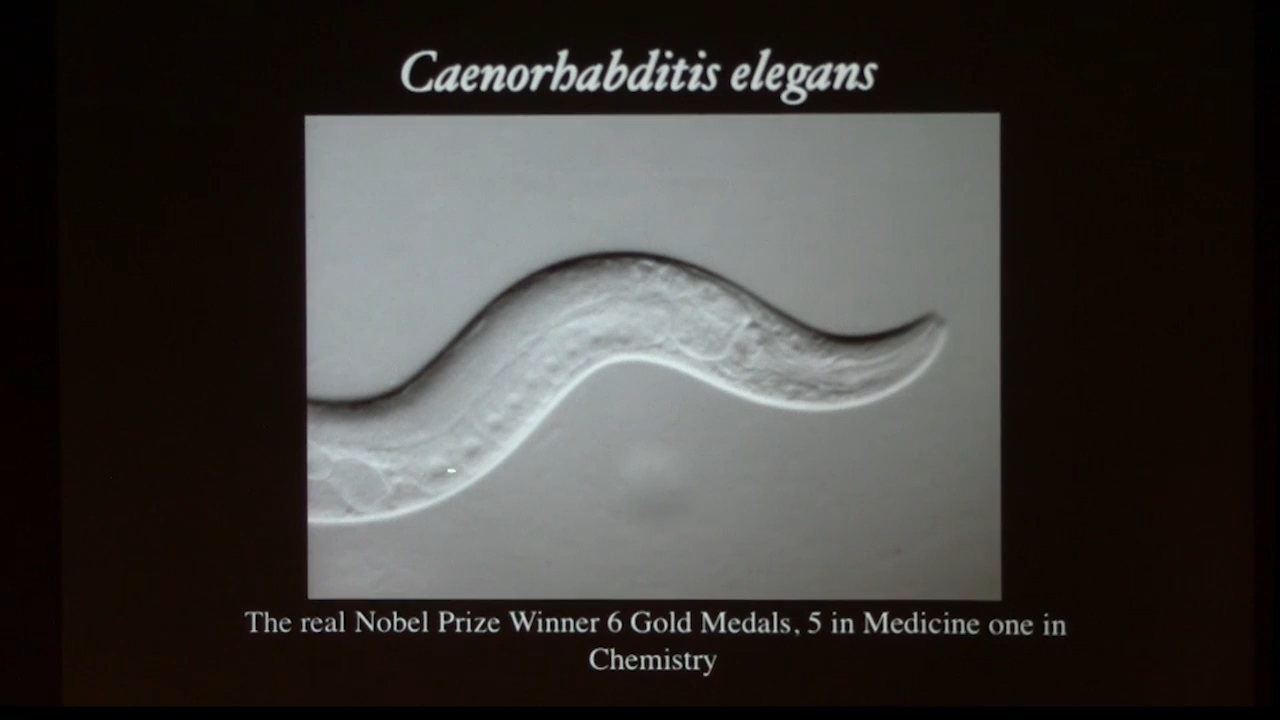 Caenorhabditis elegans
The real Nobel Prize Winner 6 Gold Medals, 5 in Medicine one in
Chemistry